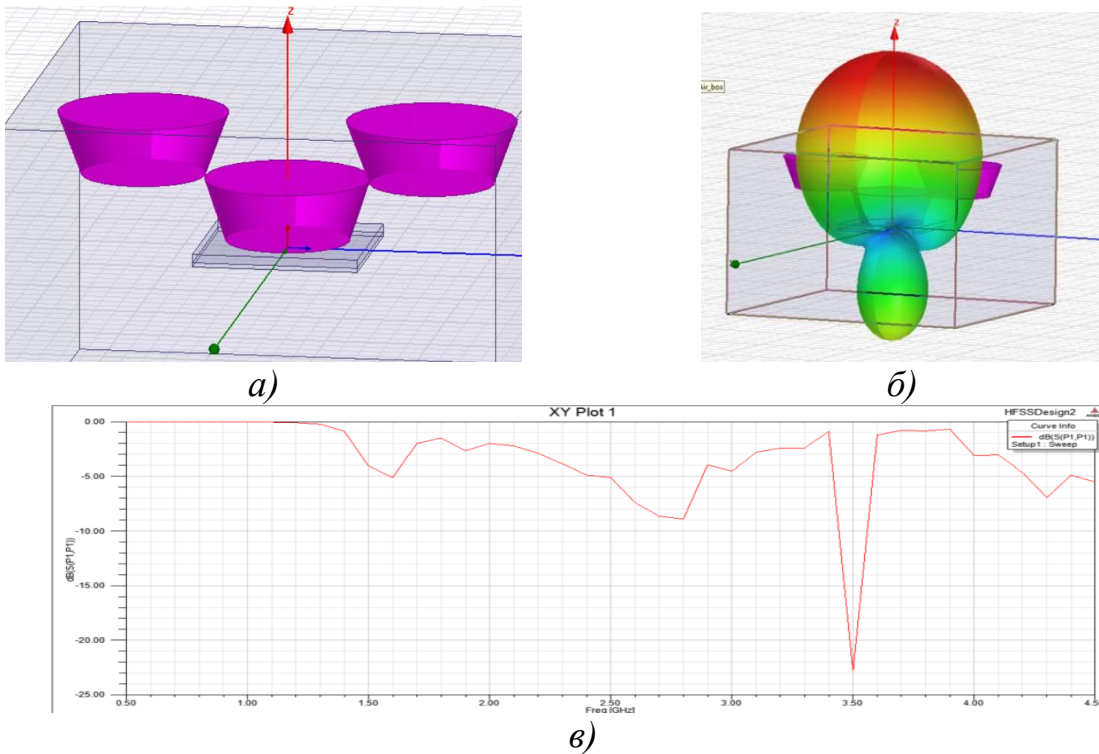 z
z
Air_box
а)
б)
XY Plot 1
HFSSDesign2
Curve Info
dB(S(P1,P1))
Setup1 : Sweep
0.00
-5.00
-10.00
-15.00
-20.00
-25.00
dB(S(P1,P1))
0.50
1.00
1.50
2.00
2.50
3.00
3.50
4.00
4.50
Freq [GHz]
в)